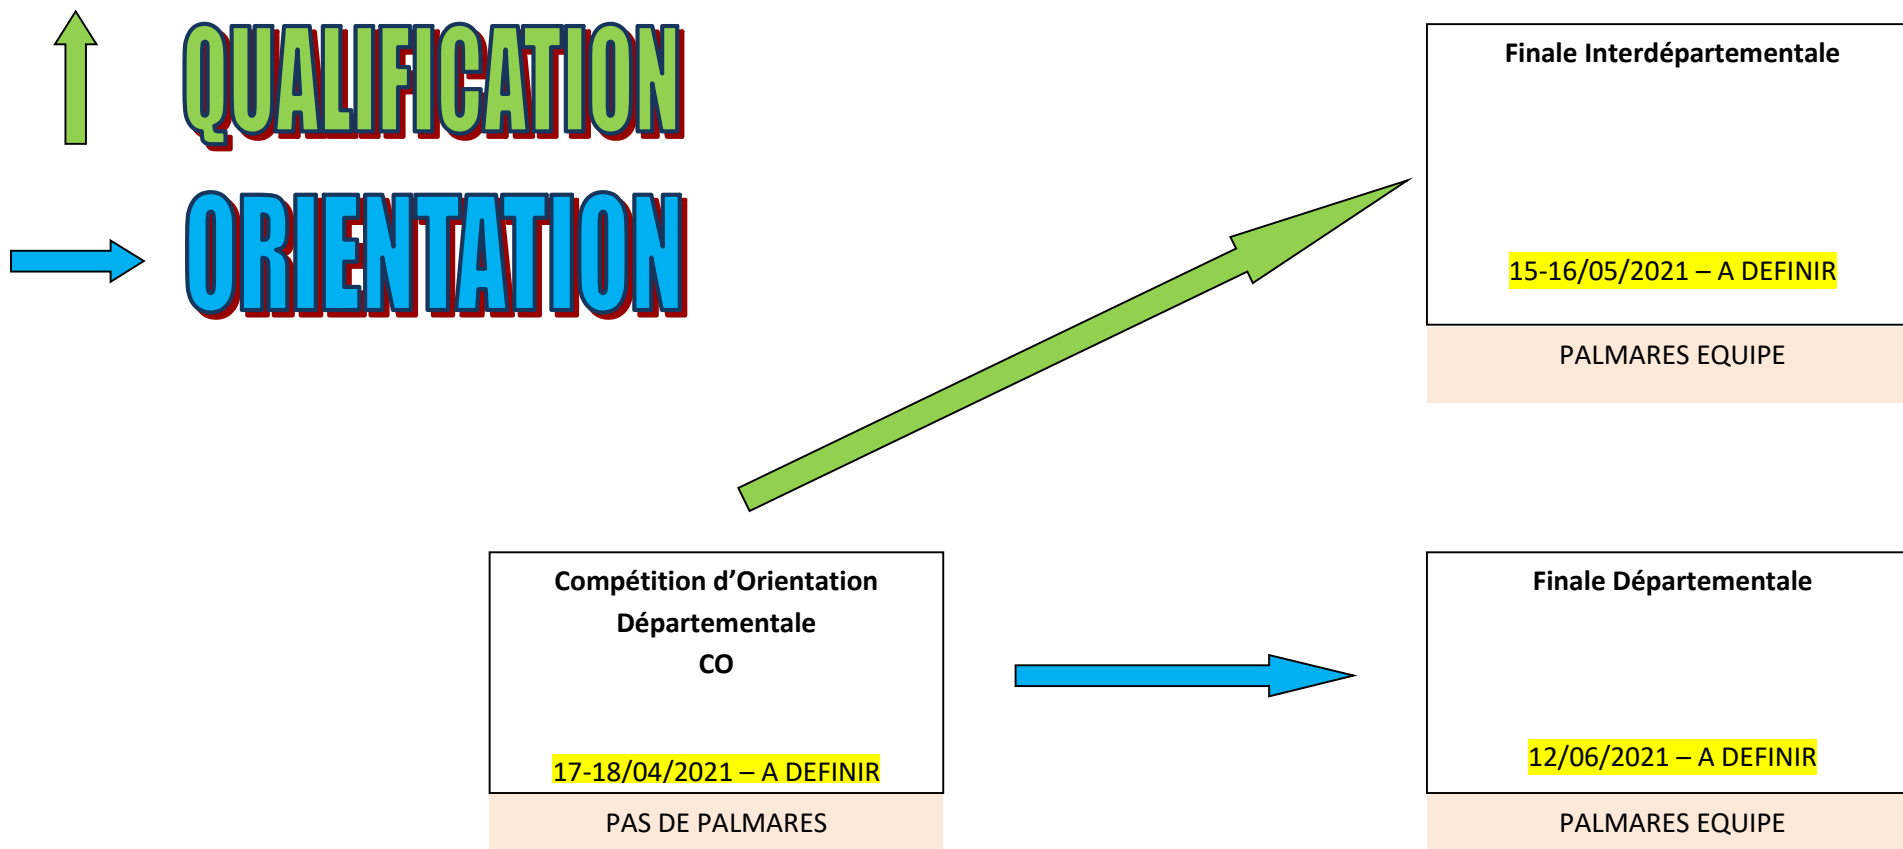 QUALIFICATION
ORIENTATION
Finale Interdépartementale
15-16/05/2021 – A DEFINIR
PALMARES EQUIPE
Compétition d’Orientation
Départementale
CO
17-18/04/2021 – A DEFINIR
PAS DE PALMARES
Finale Départementale
12/06/2021 – A DEFINIR
PALMARES EQUIPE